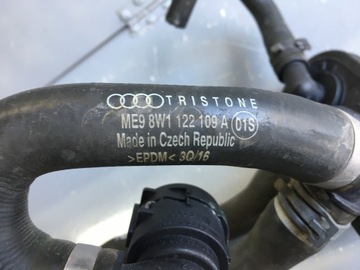 TRISTONE
ME9 8W1 122 109 A 01S
Made in Czech Republic
>EPDM< 30/16